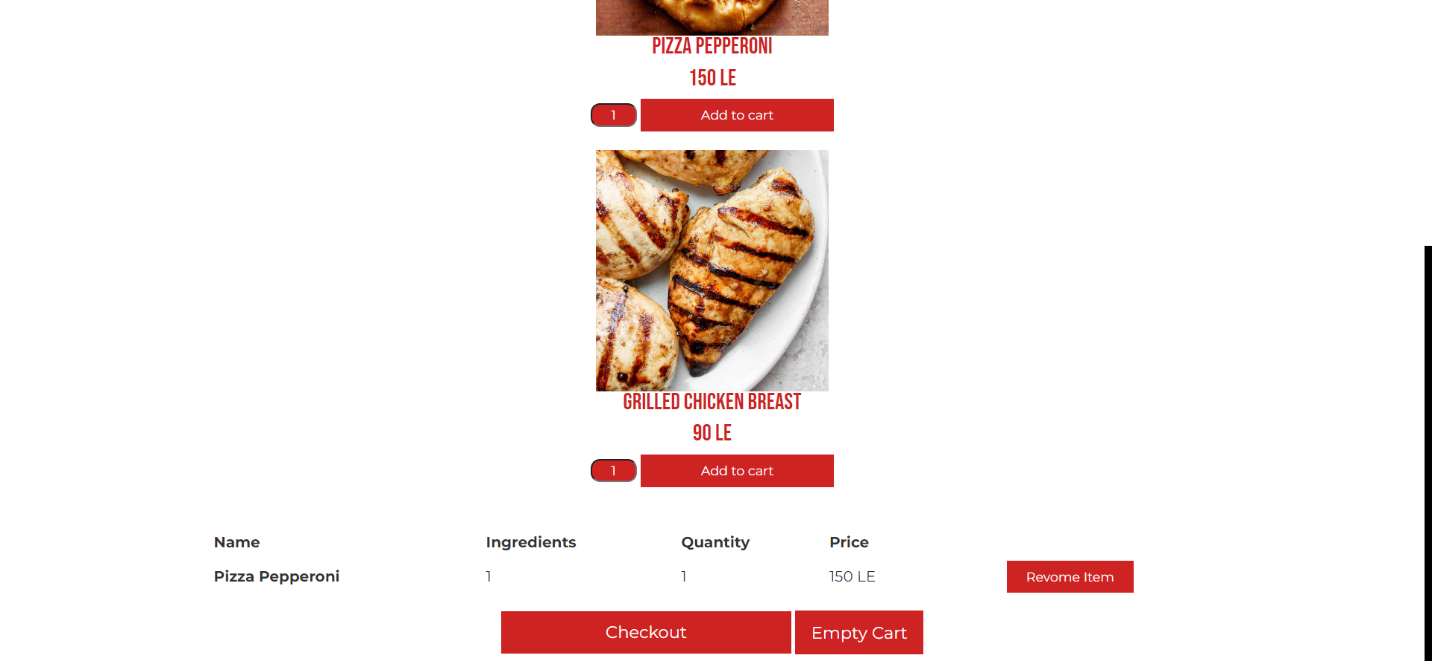 PIZZA PEPPERONI
150 LE
1 Add to cart
GRILLED CHICKEN BREAST
90 LE
1 Add to cart
Name Ingredients Quantity Price
Pizza Pepperoni 1 1 150 LE Revome Item
Checkout Empty Cart